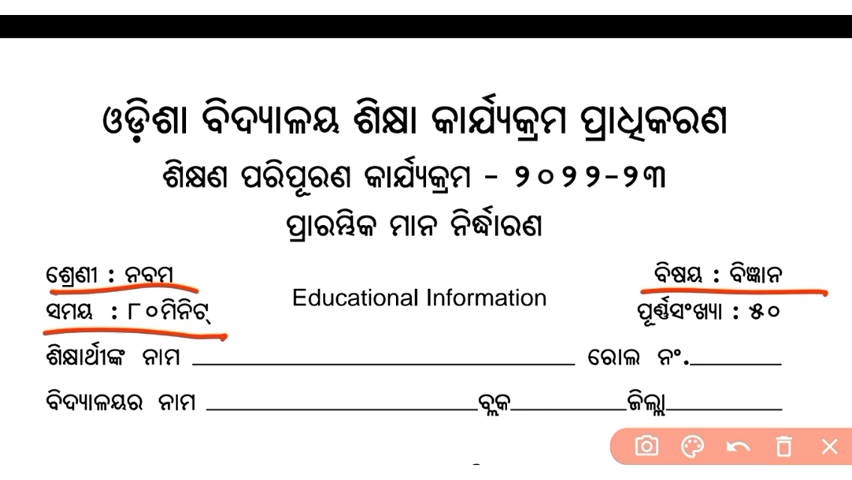 ଓଡ଼ିଶା ବିଦ୍ୟାଳୟ ଶିକ୍ଷା କାର୍ଯ୍ୟକ୍ରମ ପ୍ରାଧିକରଣ
ଶିକ୍ଷଣ ପରିପୂରଣ କାର୍ଯ୍ୟକ୍ରମ - ୨୦୨୨-୨୩
ପ୍ରାରମ୍ଭିକ ମାନ ନିର୍ଦ୍ଧାରଣ
ଶ୍ରେଣୀ : ନବମ ବିଷୟ : ବିଜ୍ଞାନ
Educational Information
ସମୟ : ୮୦ମିନିଟ୍ ପୂର୍ଣ୍ଣସଂଖ୍ୟା : ୫୦
ଶିକ୍ଷାର୍ଥୀଙ୍କ ନାମ ରୋଲ ନଂ.
ବିଦ୍ୟାଳୟର ନାମ ବ୍ଲକ ଜିଲ୍ଲା